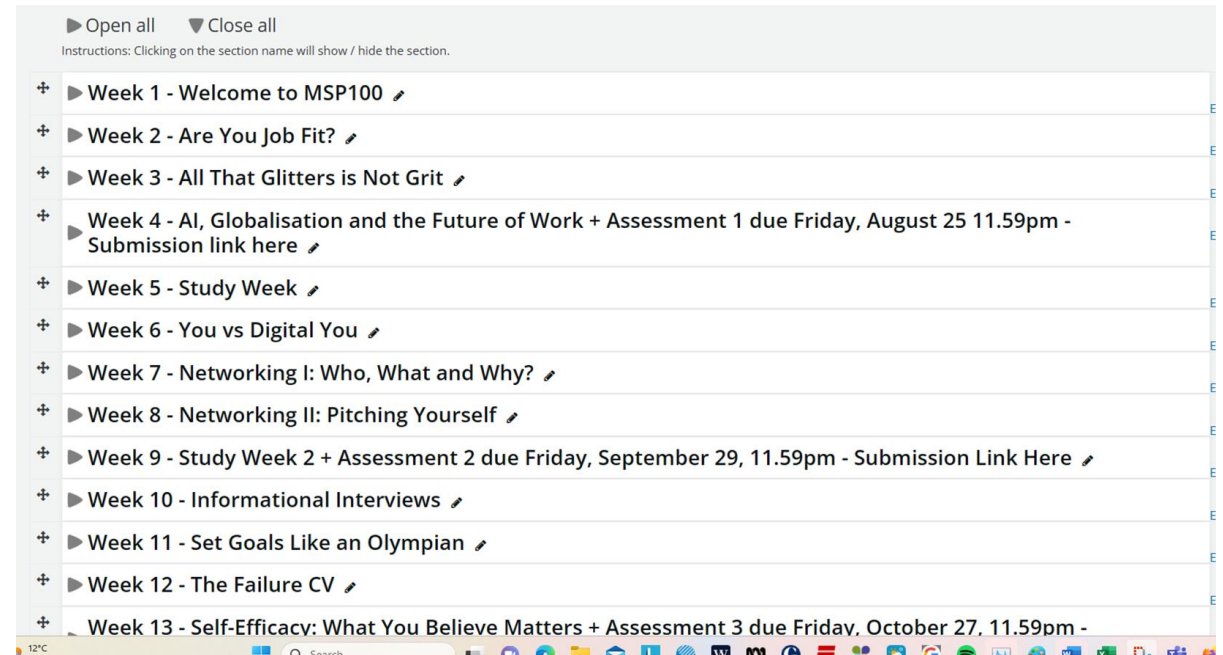 Open all Close all
Instructions: Clicking on the section name will show / hide the section.
Week 1 - Welcome to MSP100
Week 2 - Are You Job Fit?
Week 3 - All That Glitters is Not Grit
Week 4 - AI, Globalisation and the Future of Work + Assessment 1 due Friday, August 25 11.59pm -
Submission link here
Week 5 - Study Week
Week 6 - You vs Digital You
Week 7 - Networking I: Who, What and Why?
Week 8 - Networking II: Pitching Yourself
Week 9 - Study Week 2 + Assessment 2 due Friday, September 29, 11.59pm - Submission Link Here
Week 10 - Informational Interviews
Week 11 - Set Goals Like an Olympian
Week 12 - The Failure CV
Week 13 - Self-Efficacy: What You Believe Matters + Assessment 3 due Friday, October 27, 11.59pm -
12°C Search